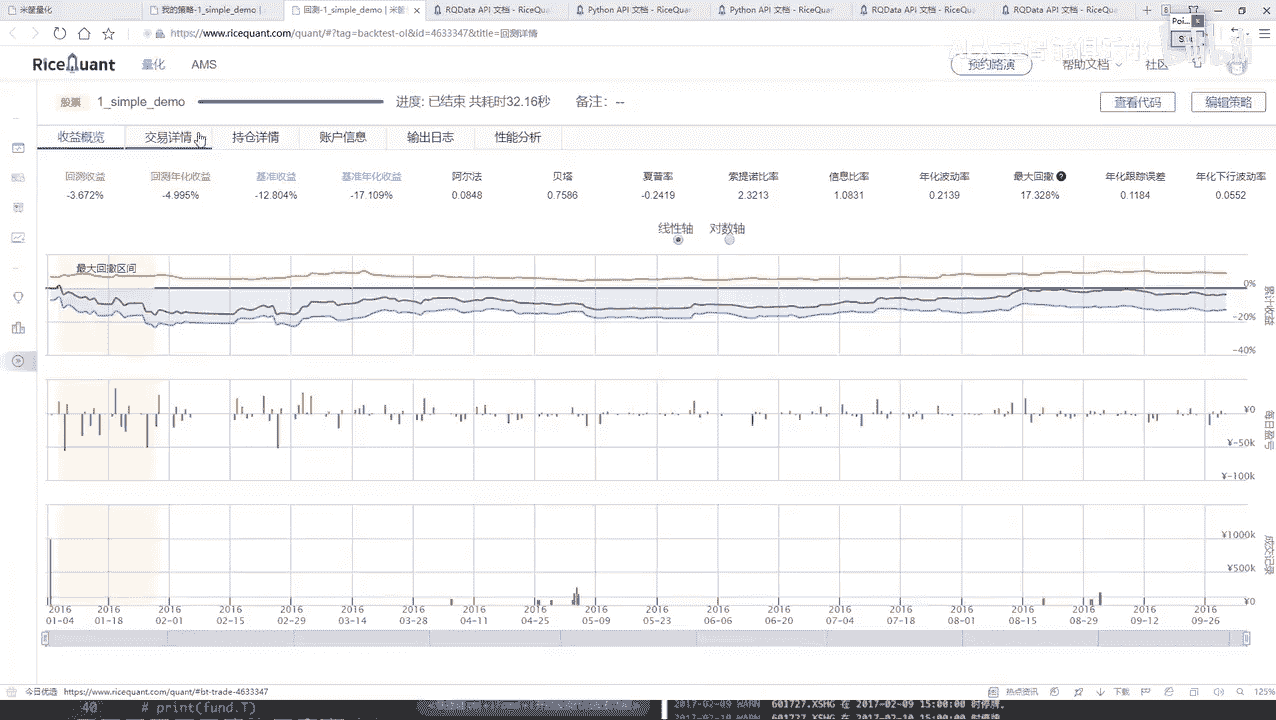 米筐量化 我的策略-1_simple_demo | 回测-1_simple_demo | 米筐 RQData API 文档 - RiceQua Python API 文档 - RiceQuan Python API 文档 - RiceQua RQData API 文档 - RiceQu RQData API 文档 - RiceQu
Poi...
https://www.ricequant.com/quant/#?tag=backtest-ol&id=4633347&title=回测详情
RiceQuant 量化 AMS 预约路演 帮助文档 社区
股票 1_simple_demo 进度: 已结束 共耗时32.16秒 备注: -- 查看代码 编辑策略
收益概览 交易详情 持仓详情 账户信息 输出日志 性能分析
回测收益 回测年化收益 基准收益 基准年化收益 阿尔法 贝塔 夏普率 索提诺比率 信息比率 年化波动率 最大回撤 年化跟踪误差 年化下行波动率
-3.672% -4.995% -12.804% -17.109% 0.0848 0.7586 -0.2419 2.3213 1.0831 0.2139 17.328% 0.1184 0.0552
线性轴 对数轴
最大回撤区间
0%
-20%
-40%
累计收益
¥0
¥-50k
¥-100k
每日盈亏
¥1000k
¥500k
¥0
成交记录
2016 2016 2016 2016 2016 2016 2016 2016 2016 2016 2016 2016 2016 2016 2016 2016 2016 2016 2016 2016
01-04 01-18 02-01 02-15 02-29 03-14 03-28 04-11 04-25 05-09 05-23 06-06 06-20 07-04 07-18 08-01 08-15 08-29 09-12 09-26
今日优选 https://www.ricequant.com/quant/#bt-trade-4633347 热点资讯 下载 125%
40 # print(fund.T)
2017-02-09 WARN 601727.XSHG 在 2017-02-09 15:00:00 时停牌。